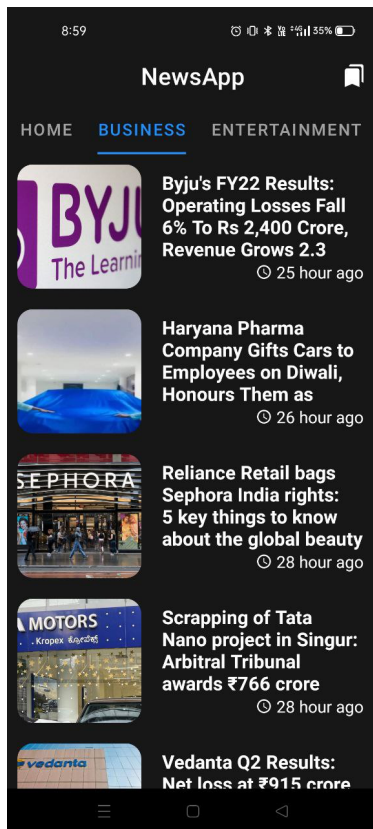 8:59
35%
NewsApp
HOME BUSINESS ENTERTAINMENT
BYJU
The Learnin
Byju's FY22 Results:
Operating Losses Fall
6% To Rs 2,400 Crore,
Revenue Grows 2.3
25 hour ago
Haryana Pharma
Company Gifts Cars to
Employees on Diwali,
Honours Them as
26 hour ago
SEPHORA
Reliance Retail bags
Sephora India rights:
5 key things to know
about the global beauty
28 hour ago
MOTORS
Kropex
Scrapping of Tata
Nano project in Singur:
Arbitral Tribunal
awards ₹766 crore
28 hour ago
vedanta
Vedanta Q2 Results:
Net loss at ₹915 crore